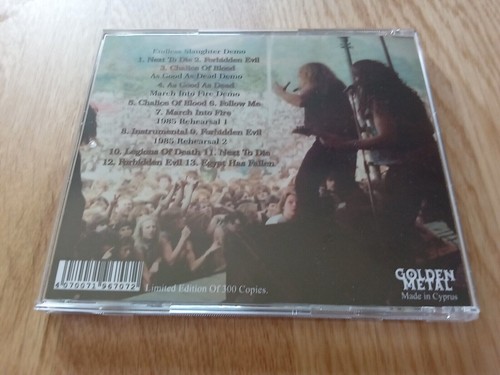 Endless Slaughter Demo
1. Next To Die 2. Forbidden Evil
3. Chalice Of Blood
As Good As Dead Demo
4. As Good As Dead
March Into Fire Demo
5. Chalice Of Blood 6. Follow Me
7. March Into Fire
1985 Rehearsal 1
8. Instrumental 9. Forbidden Evil
1985 Rehearsal 2
10. Legions Of Death 11. Next To Die
12. Forbidden Evil 13. Egypt Has Fallen
4 070071 967072
Limited Edition Of 300 Copies.
GOLDEN
METAL
Made in Cyprus